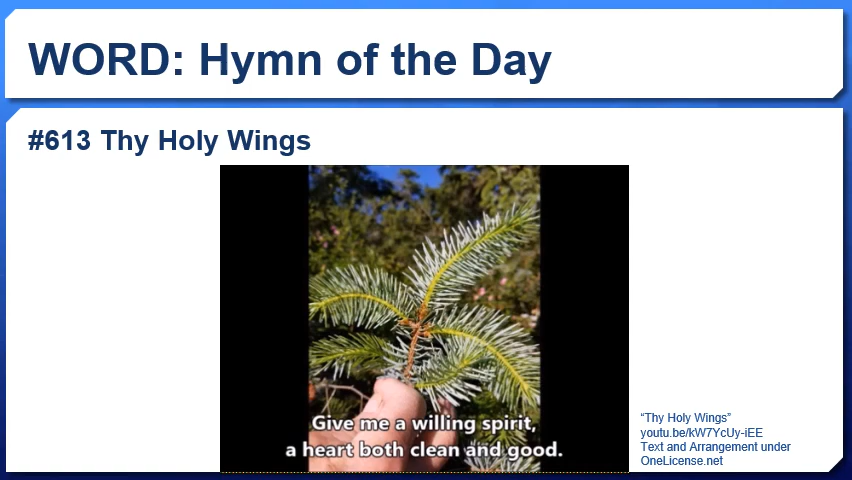 WORD: Hymn of the Day
#613 Thy Holy Wings
Give me a willing spirit,
a heart both clean and good.
“Thy Holy Wings”
youtu.be/kW7YcUy-iEE
Text and Arrangement under
OneLicense.net